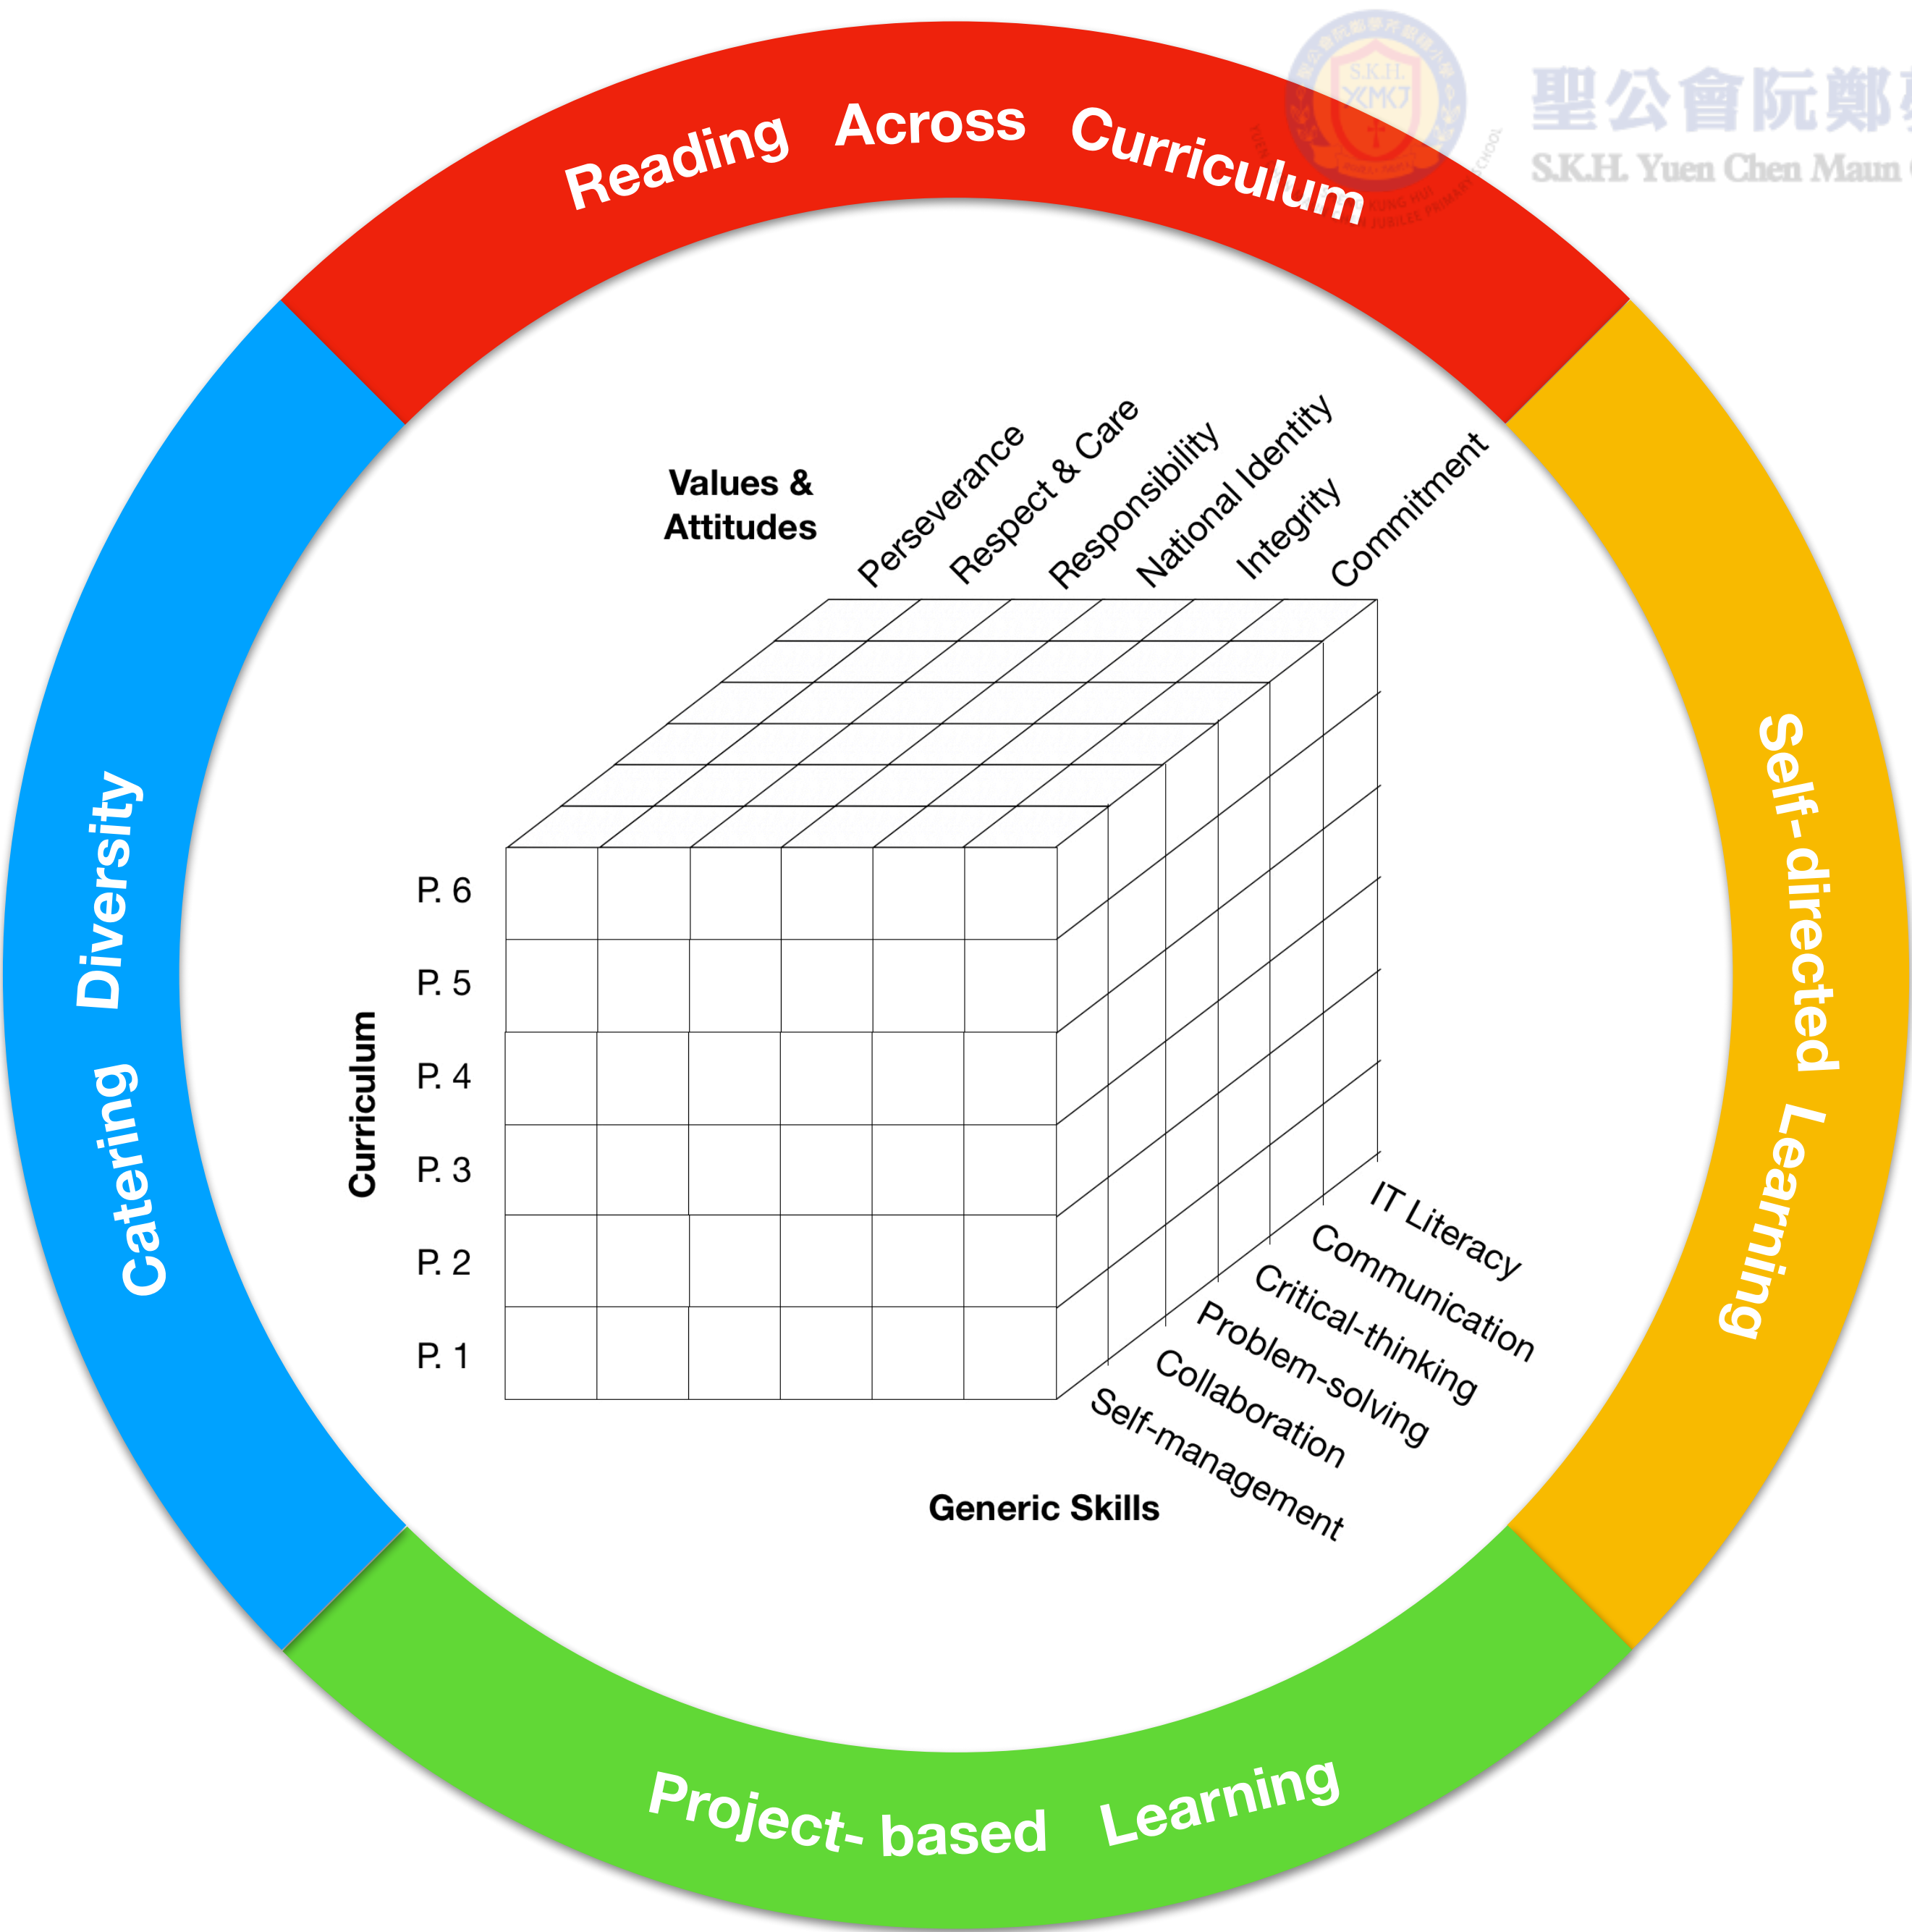 Reading Across Curriculum
聖公會阮鄭
S.K.H. Yuen Chen Maun
S.K.H.
Values &
Attitudes
Perseverance
Respect & Care
Responsibility
National Identity
Integrity
Commitment
Curriculum
P. 6
P. 5
P. 4
P. 3
P. 2
P. 1
IT Literacy
Communication
Critical-thinking
Problem-solving
Collaboration
Self-management
Generic Skills
Catering Diversity
Self-directed Learning
Project- based Learning